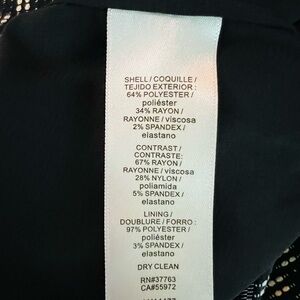 SHELL / COQUILLE /
TEJIDO EXTERIOR :
64% POLYESTER /
poliéster
34% RAYON /
RAYONNE / viscosa
2% SPANDEX /
elastano
CONTRAST /
CONTRASTE:
67% RAYON /
RAYONNE / viscosa
28% NYLON /
poliamida
5% SPANDEX /
elastano
LINING /
DOUBLURE / FORRO :
97% POLYESTER /
poliéster
3% SPANDEX /
elastano
DRY CLEAN
RN#37763
CA#55972